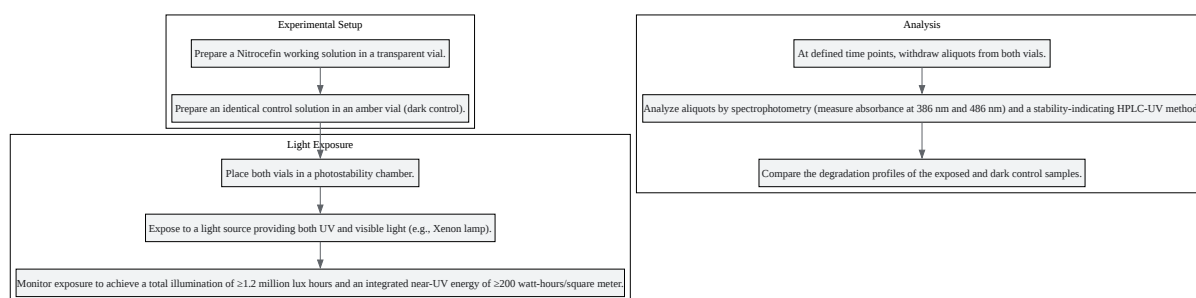 Experimental Setup
Prepare a Nitrocefin working solution in a transparent vial.
Prepare an identical control solution in an amber vial (dark control).
Light Exposure
Place both vials in a photostability chamber.
Expose to a light source providing both UV and visible light (e.g., Xenon lamp).
Monitor exposure to achieve a total illumination of ≥1.2 million lux hours and an integrated near-UV energy of ≥200 watt-hours/square meter.
Analysis
At defined time points, withdraw aliquots from both vials.
Analyze aliquots by spectrophotometry (measure absorbance at 386 nm and 486 nm) and a stability-indicating HPLC-UV method
Compare the degradation profiles of the exposed and dark control samples.